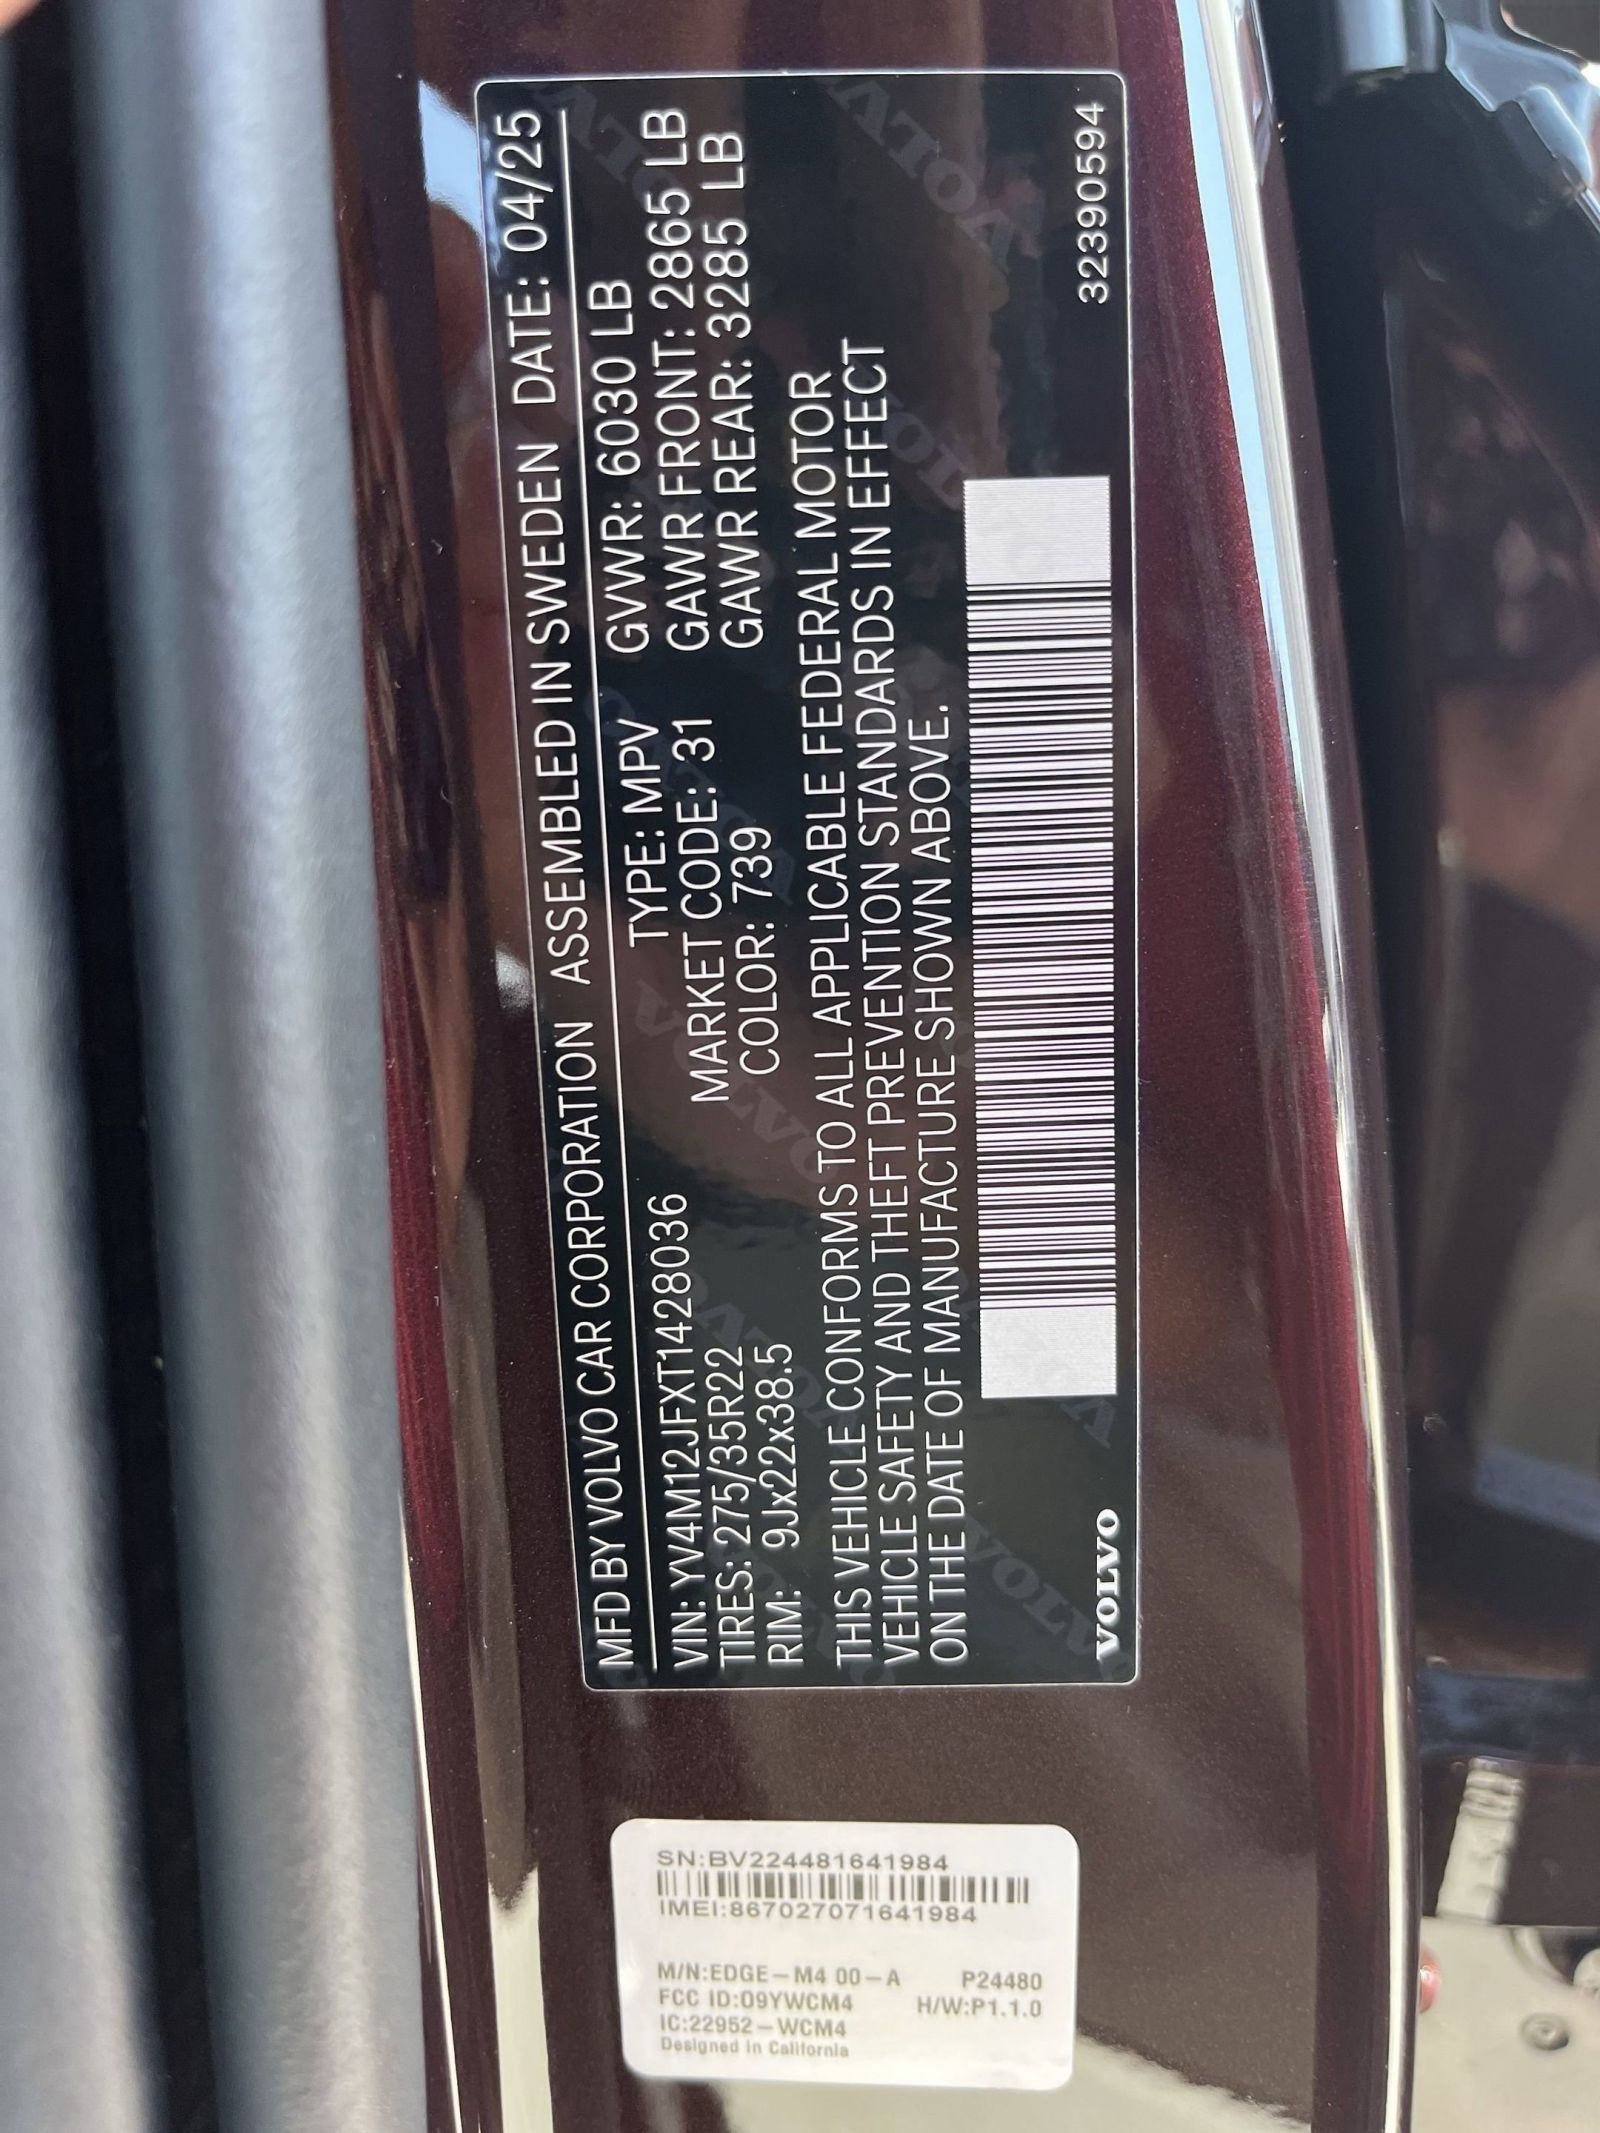 MFD BY VOLVO CAR CORPORATION ASSEMBLED IN SWEDEN DATE: 04/25
VIN: YV4M12JFXT1428036 TYPE: MPV GVWR: 6030 LB
TIRES: 275/35R22 MARKET CODE: 31 GAWR FRONT: 2865 LB
RIM: 9Jx22x38.5 COLOR: 739 GAWR REAR: 3285 LB
THIS VEHICLE CONFORMS TO ALL APPLICABLE FEDERAL MOTOR
VEHICLE SAFETY AND THEFT PREVENTION STANDARDS IN EFFECT
ON THE DATE OF MANUFACTURE SHOWN ABOVE.
VOLVO 32390594
SN:BV224481641984
IMEI:867027071641984
M/N:EDGE-M4 00-A P24480
FCC ID:O9YWCM4 H/W:P1.1.0
IC:22952-WCM4
Designed in California